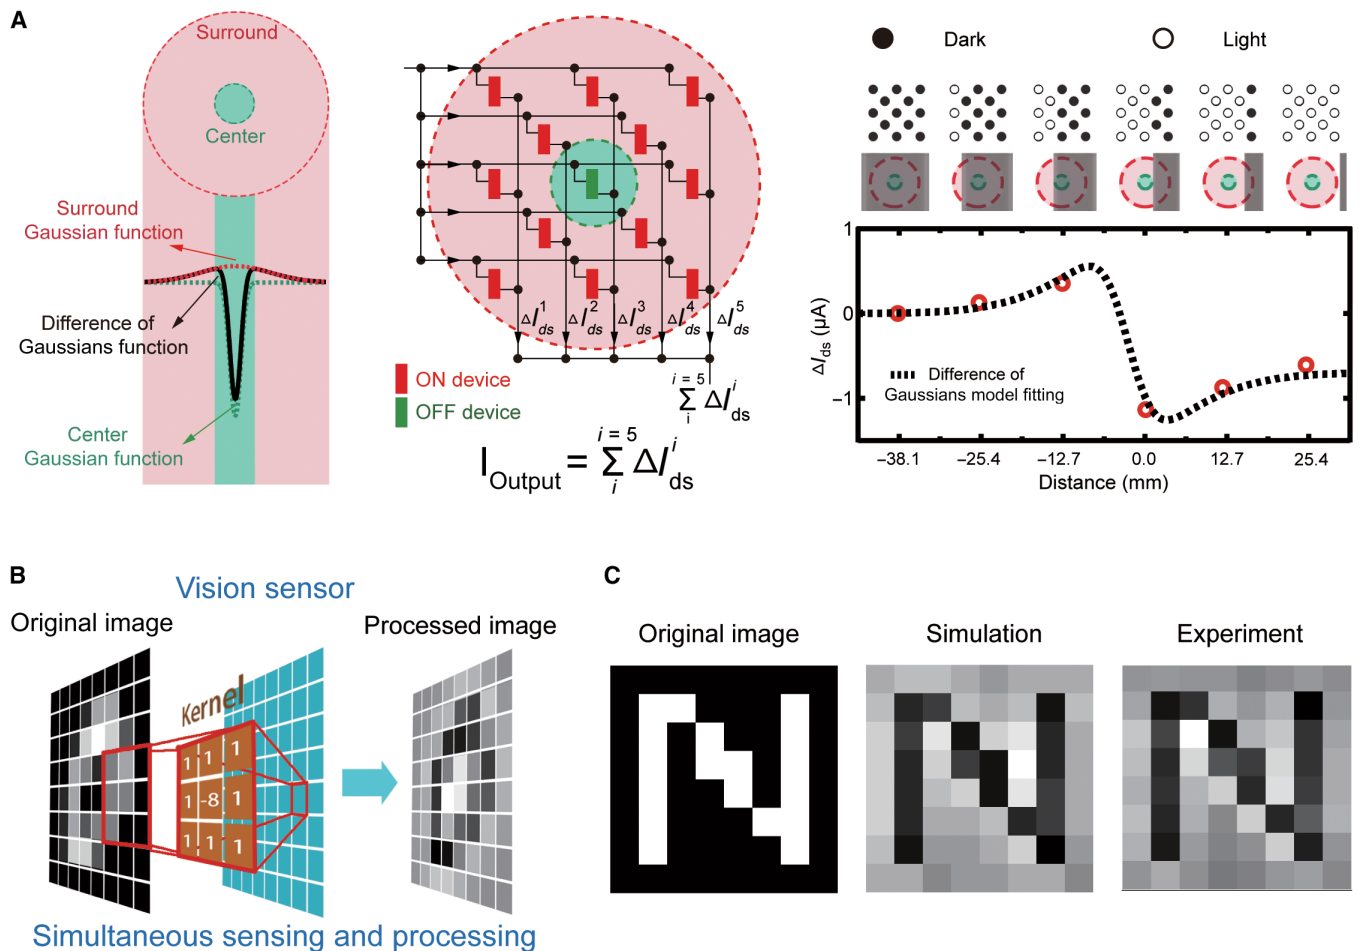 A
Surround
Center
Surround
Gaussian function
Difference of
Gaussians function
Center
Gaussian function
ΔI¹ds ΔI²ds ΔI³ds ΔI⁴ds ΔI⁵ds
ON device
OFF device
i = 5
Σ ΔIⁱds
i
i = 5
IOutput = Σ ΔIⁱds
i
Dark
Light
1
0
−1
ΔIds (μA)
Difference of
Gaussians model fitting
−38.1 −25.4 −12.7 0.0 12.7 25.4
Distance (mm)
B
Vision sensor
Original image
Processed image
Kernel
1 1 1
1 -8 1
1 1 1
Simultaneous sensing and processing
C
Original image
Simulation
Experiment